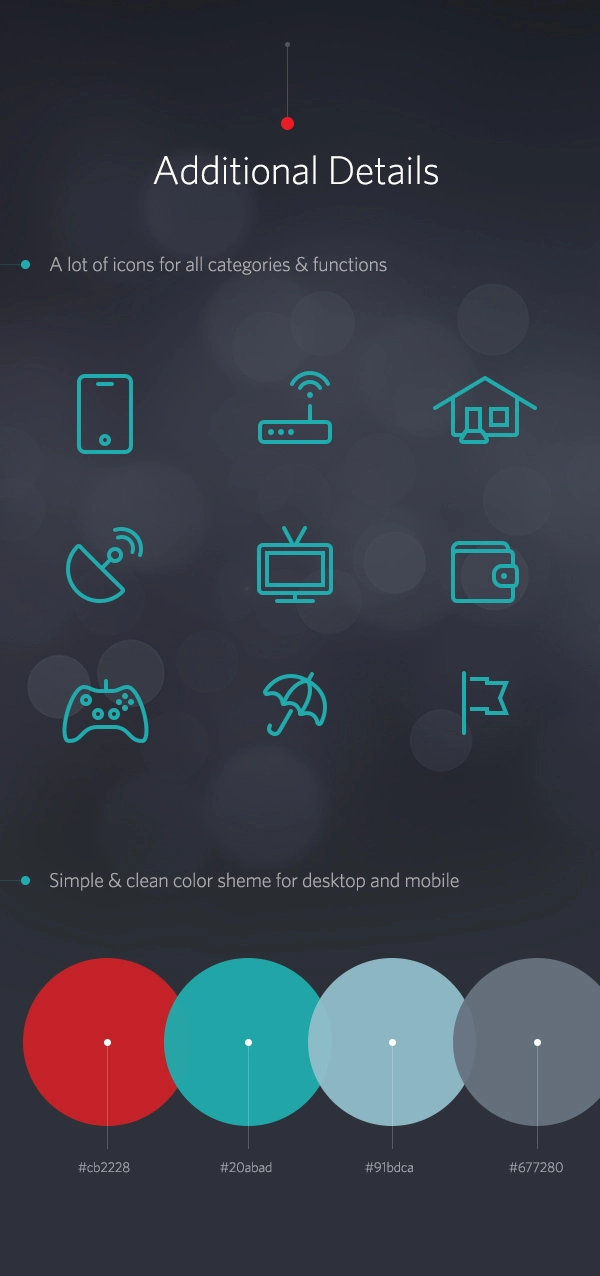 Additional Details
A lot of icons for all categories & functions
Simple & clean color sheme for desktop and mobile
#cb2228 #20abad #91bdca #677280